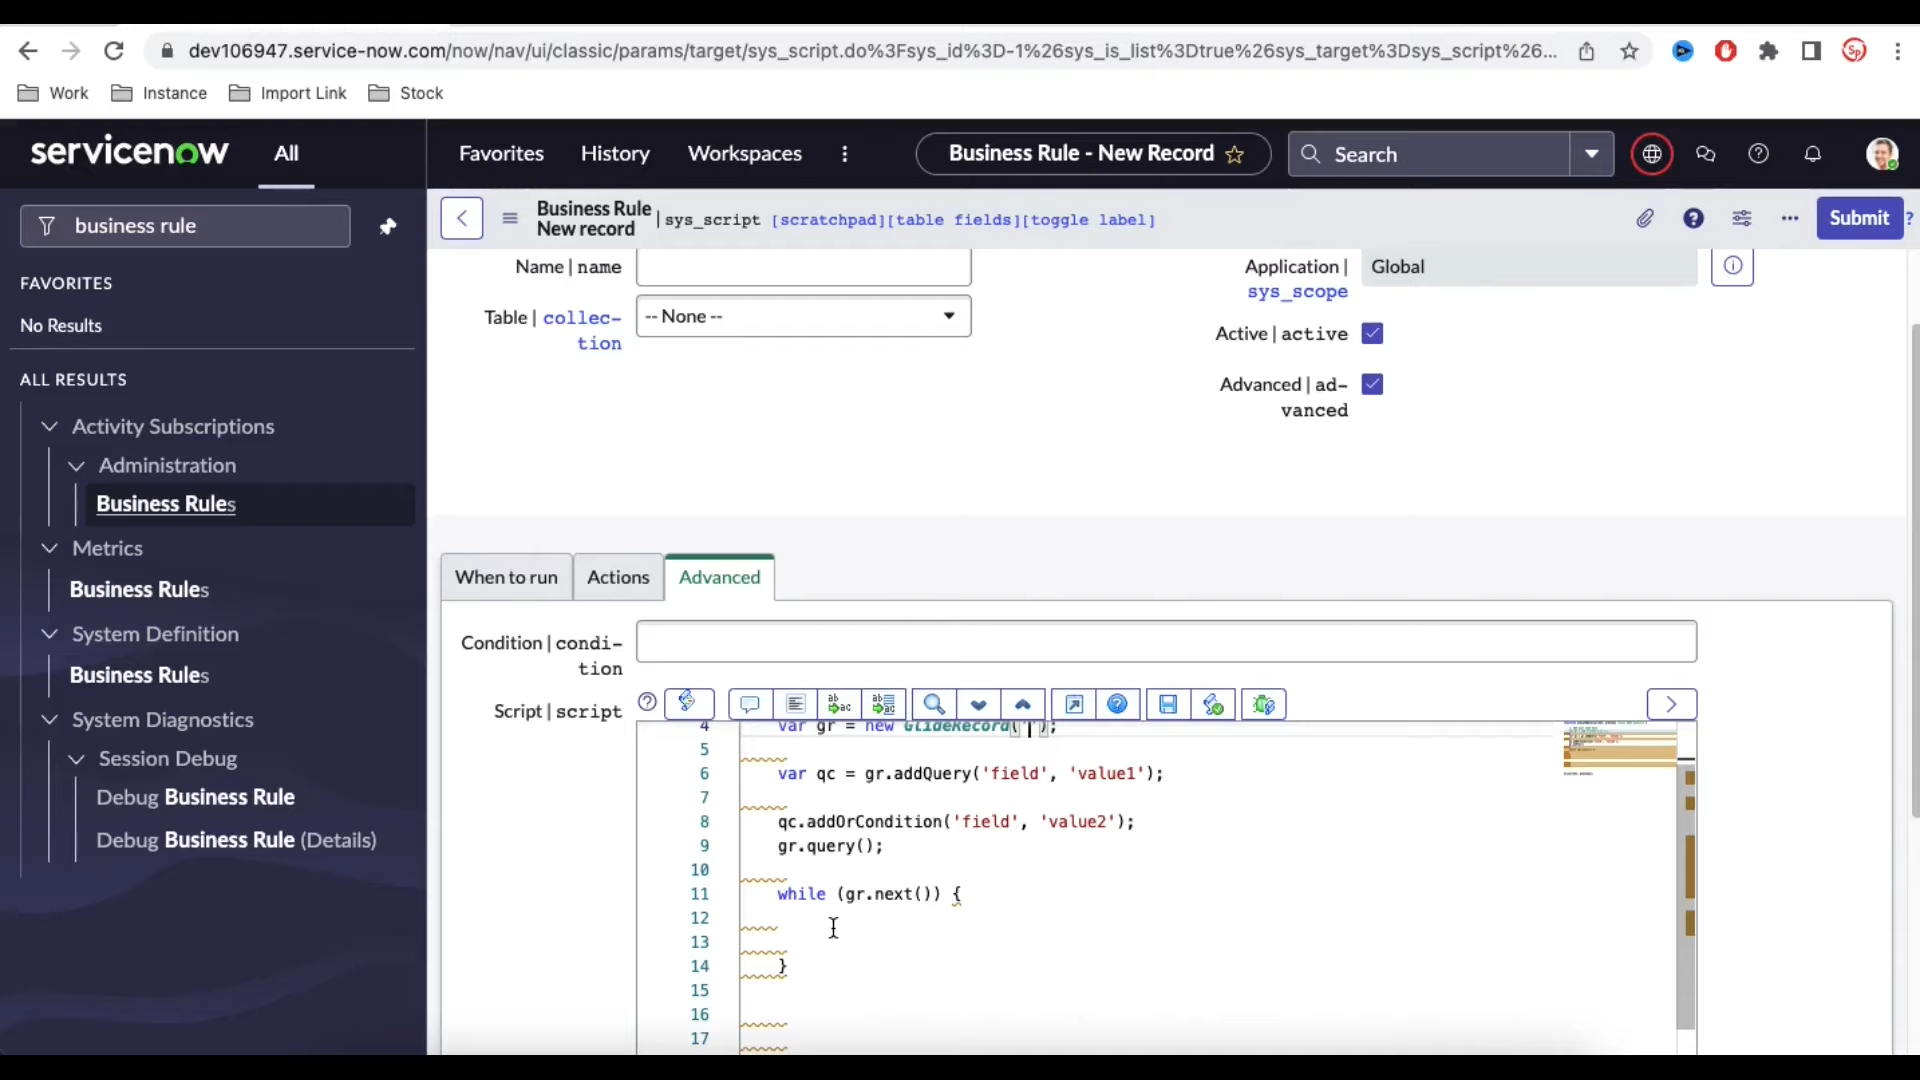 dev106947.service-now.com/now/nav/ui/classic/params/target/sys_script.do%3Fsys_id%3D-1%26sys_is_list%3Dtrue%26sys_target%3Dsys_script%26...
Work Instance Import Link Stock
servicenow All Favorites History Workspaces Business Rule - New Record Search
business rule
FAVORITES
No Results
ALL RESULTS
Activity Subscriptions
Administration
Business Rules
Metrics
Business Rules
System Definition
Business Rules
System Diagnostics
Session Debug
Debug Business Rule
Debug Business Rule (Details)
Business Rule
New record
| sys_script [scratchpad][table fields][toggle label]
Submit ?
Name | name
Table | collec-
tion
-- None --
Application |
sys_scope
Global
Active | active
Advanced | ad-
vanced
When to run Actions Advanced
Condition | condi-
tion
Script | script
4 var gr = new GlideRecord('');
5
6 var qc = gr.addQuery('field', 'value1');
7
8 qc.addOrCondition('field', 'value2');
9 gr.query();
10
11 while (gr.next()) {
12
13
14 }
15
16
17